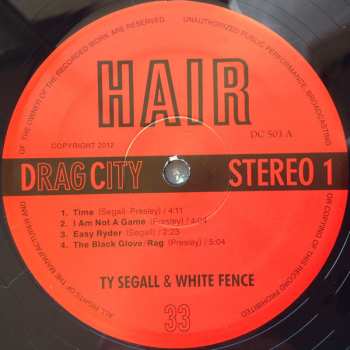 OF THE OWNER OF THE RECORDED WORK ARE RESERVED. UNAUTHORIZED PUBLIC PERFORMANCE, BROADCASTING
HAIR
DC 503 A
COPYRIGHT 2012
DRAG CITY STEREO 1
1. Time (Segall, Presley) / 4:11
2. I Am Not A Game (Presley) / 4:04
3. Easy Ryder (Segall) / 2:23
4. The Black Glove/Rag (Presley) / 5:04
TY SEGALL & WHITE FENCE
33
ALL RIGHTS OF THE MANUFACTURER AND
OR COPYING OF THIS RECORD PROHIBITED